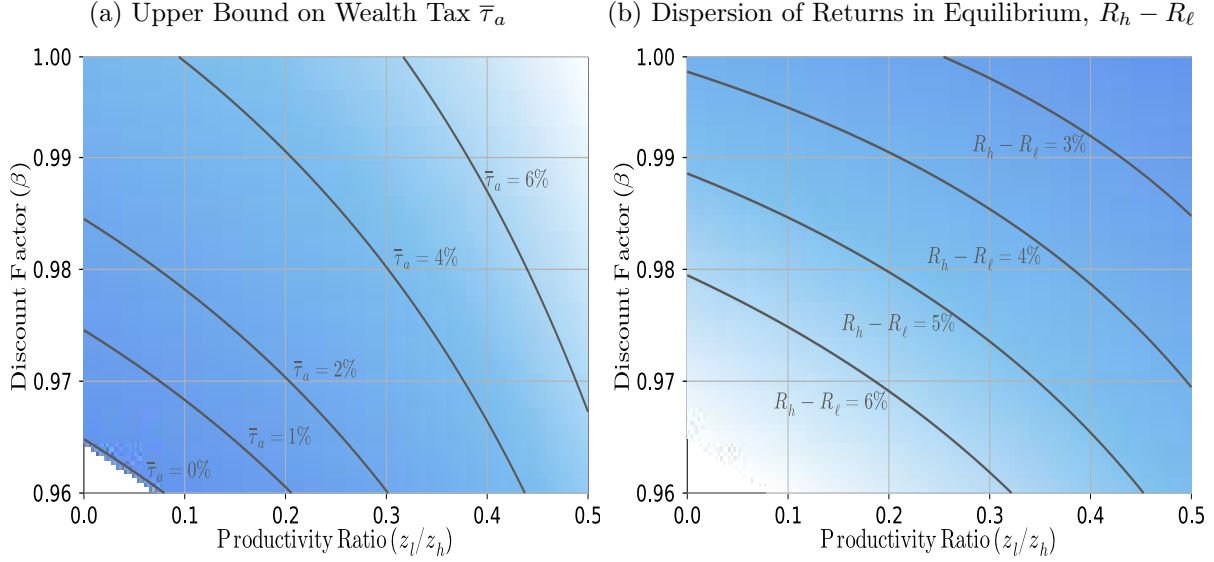 (a) Upper Bound on Wealth Tax τ̅ₐ
(b) Dispersion of Returns in Equilibrium, Rₕ − Rℓ
1.00
0.99
0.98
0.97
0.96
Discount Factor (β)
τ̅ₐ = 6%
τ̅ₐ = 4%
τ̅ₐ = 2%
τ̅ₐ = 1%
τ̅ₐ = 0%
0.0 0.1 0.2 0.3 0.4 0.5
Productivity Ratio (zₗ/zₕ)
1.00
0.99
0.98
0.97
0.96
Discount Factor (β)
Rₕ − Rℓ = 3%
Rₕ − Rℓ = 4%
Rₕ − Rℓ = 5%
Rₕ − Rℓ = 6%
0.0 0.1 0.2 0.3 0.4 0.5
Productivity Ratio (zₗ/zₕ)